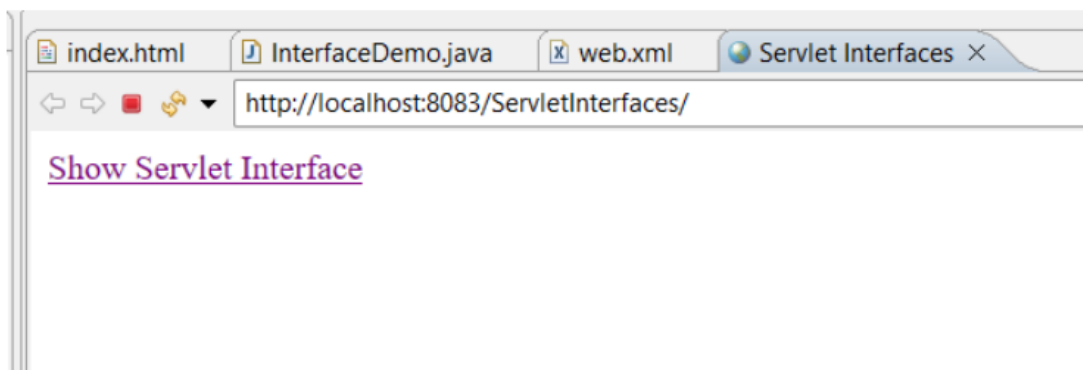 index.html InterfaceDemo.java web.xml Servlet Interfaces
http://localhost:8083/ServletInterfaces/
Show Servlet Interface